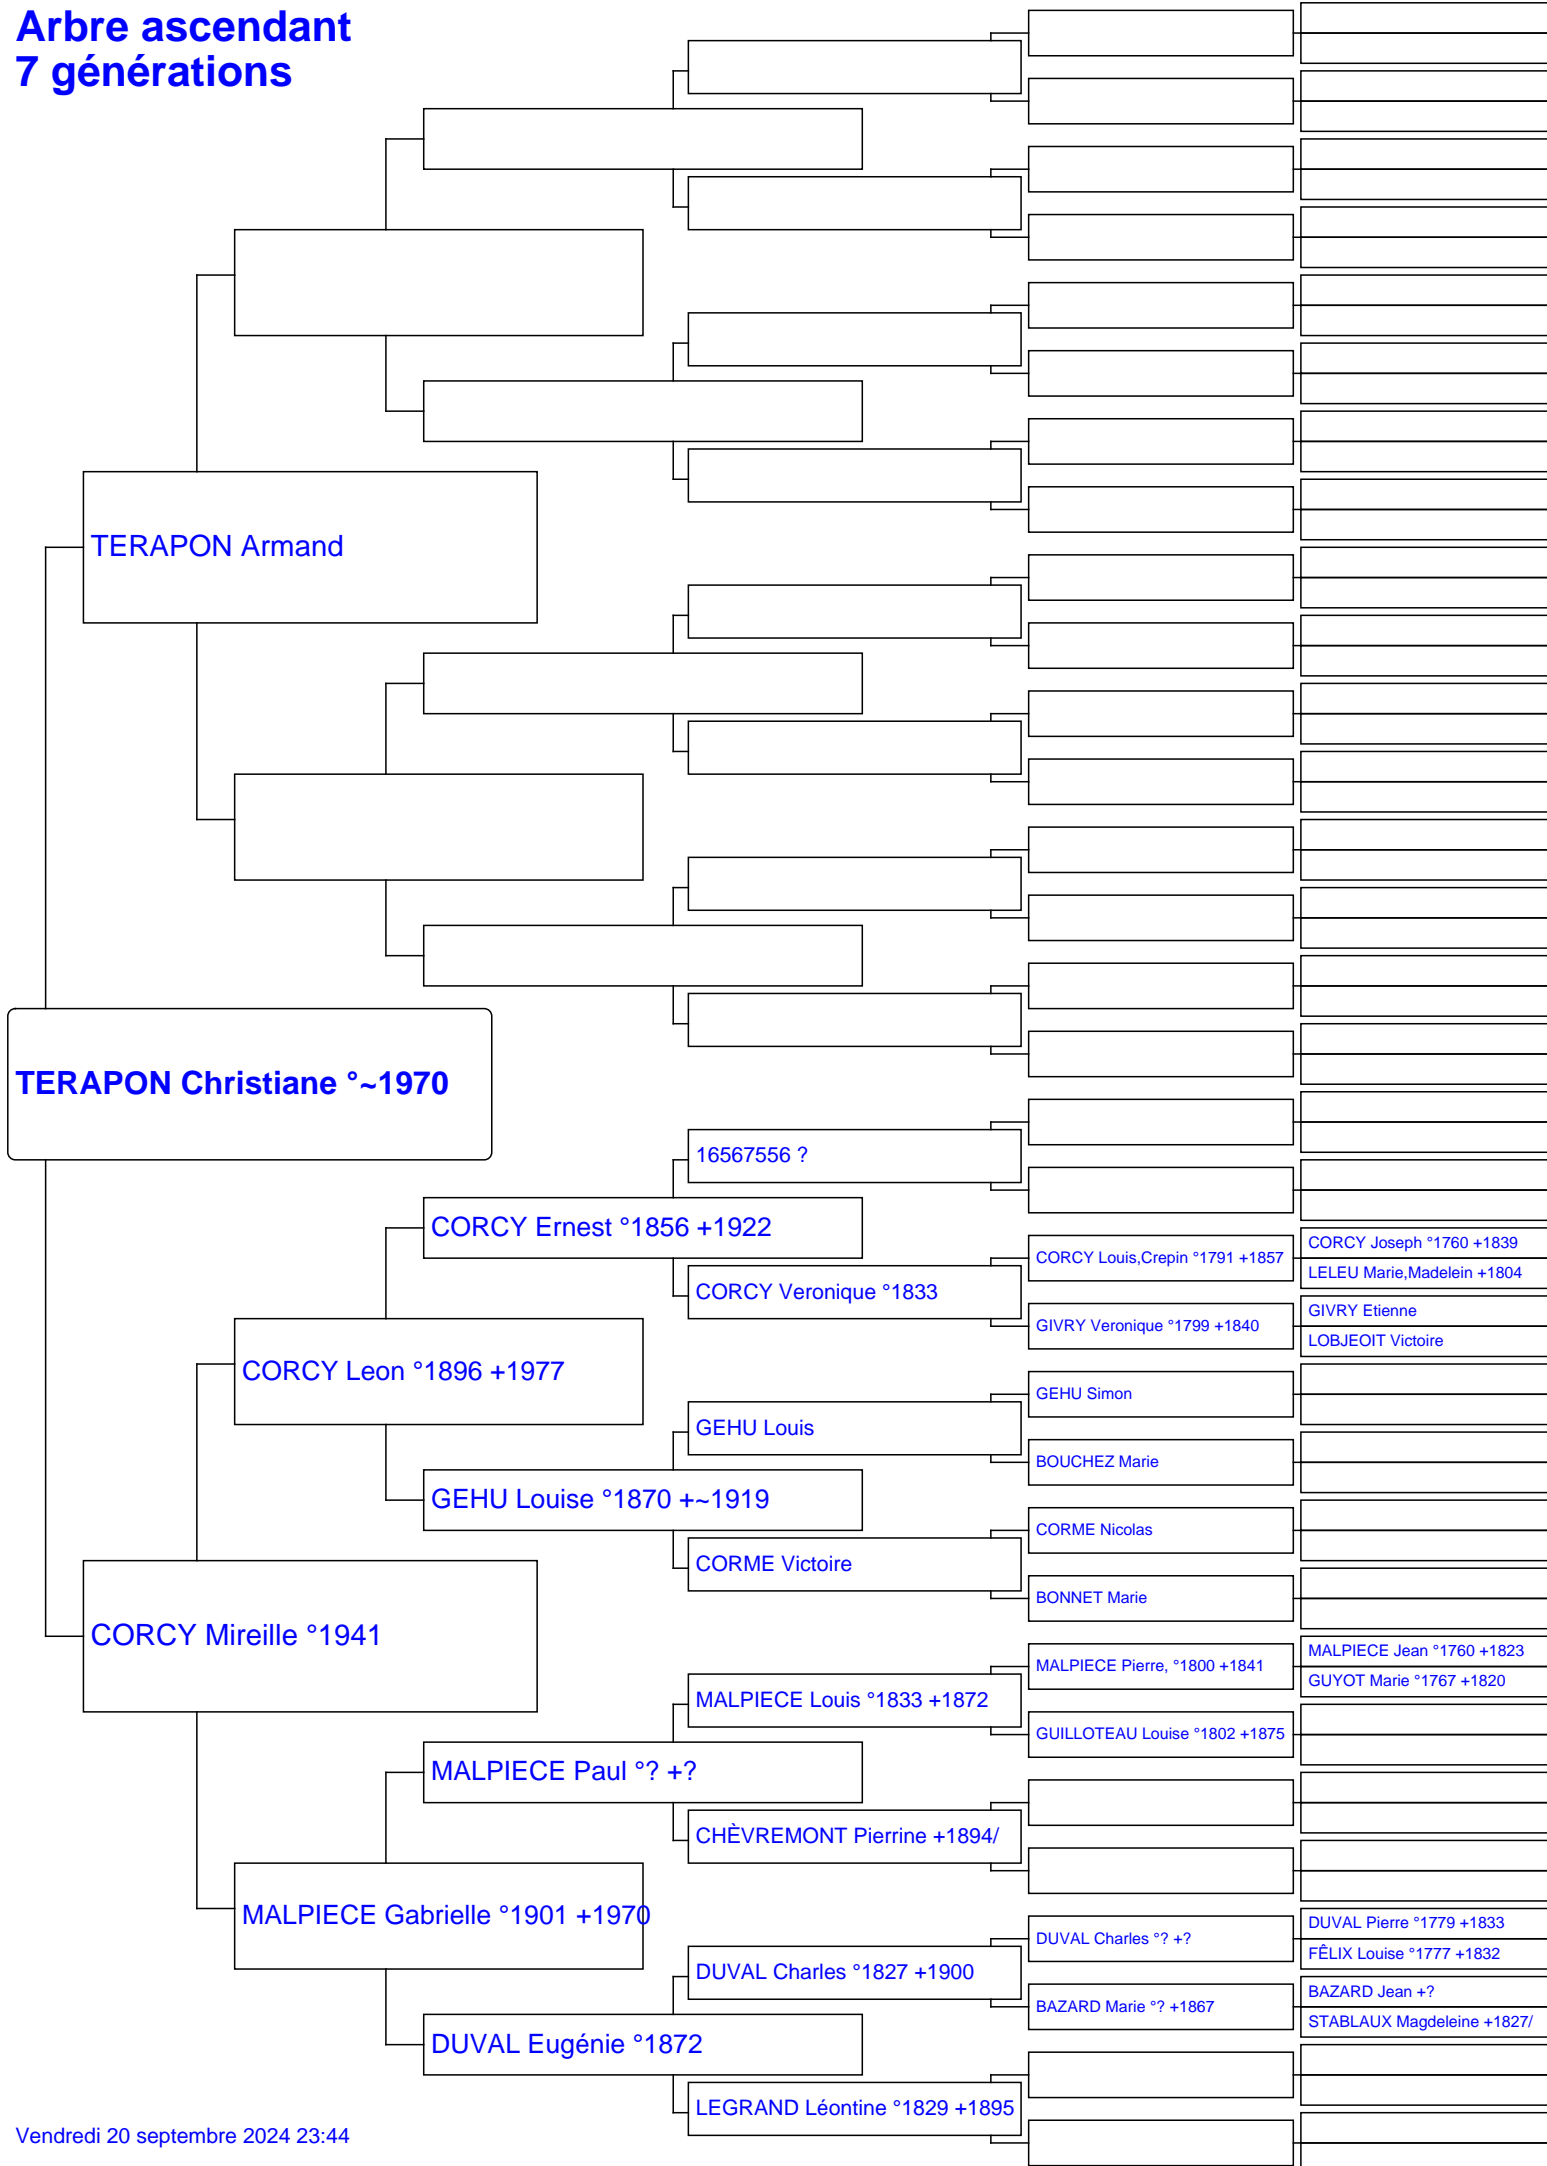 Arbre ascendant
7 générations
TERAPON Armand
TERAPON Christiane °~1970
16567556 ?
CORCY Ernest °1856 +1922
CORCY Louis,Crepin °1791 +1857
CORCY Joseph °1760 +1839
LELEU Marie,Madelein +1804
CORCY Veronique °1833
GIVRY Veronique °1799 +1840
GIVRY Etienne
LOBJEOIT Victoire
CORCY Leon °1896 +1977
GEHU Simon
GEHU Louis
BOUCHEZ Marie
GEHU Louise °1870 +~1919
CORME Nicolas
CORME Victoire
BONNET Marie
CORCY Mireille °1941
MALPIECE Pierre, °1800 +1841
MALPIECE Jean °1760 +1823
GUYOT Marie °1767 +1820
MALPIECE Louis °1833 +1872
GUILLOTEAU Louise °1802 +1875
MALPIECE Paul °? +?
CHÈVREMONT Pierrine +1894/
MALPIECE Gabrielle °1901 +1970
DUVAL Charles °? +?
DUVAL Pierre °1779 +1833
FÊLIX Louise °1777 +1832
DUVAL Charles °1827 +1900
BAZARD Marie °? +1867
BAZARD Jean +?
STABLAUX Magdeleine +1827/
DUVAL Eugénie °1872
LEGRAND Léontine °1829 +1895
Vendredi 20 septembre 2024 23:44